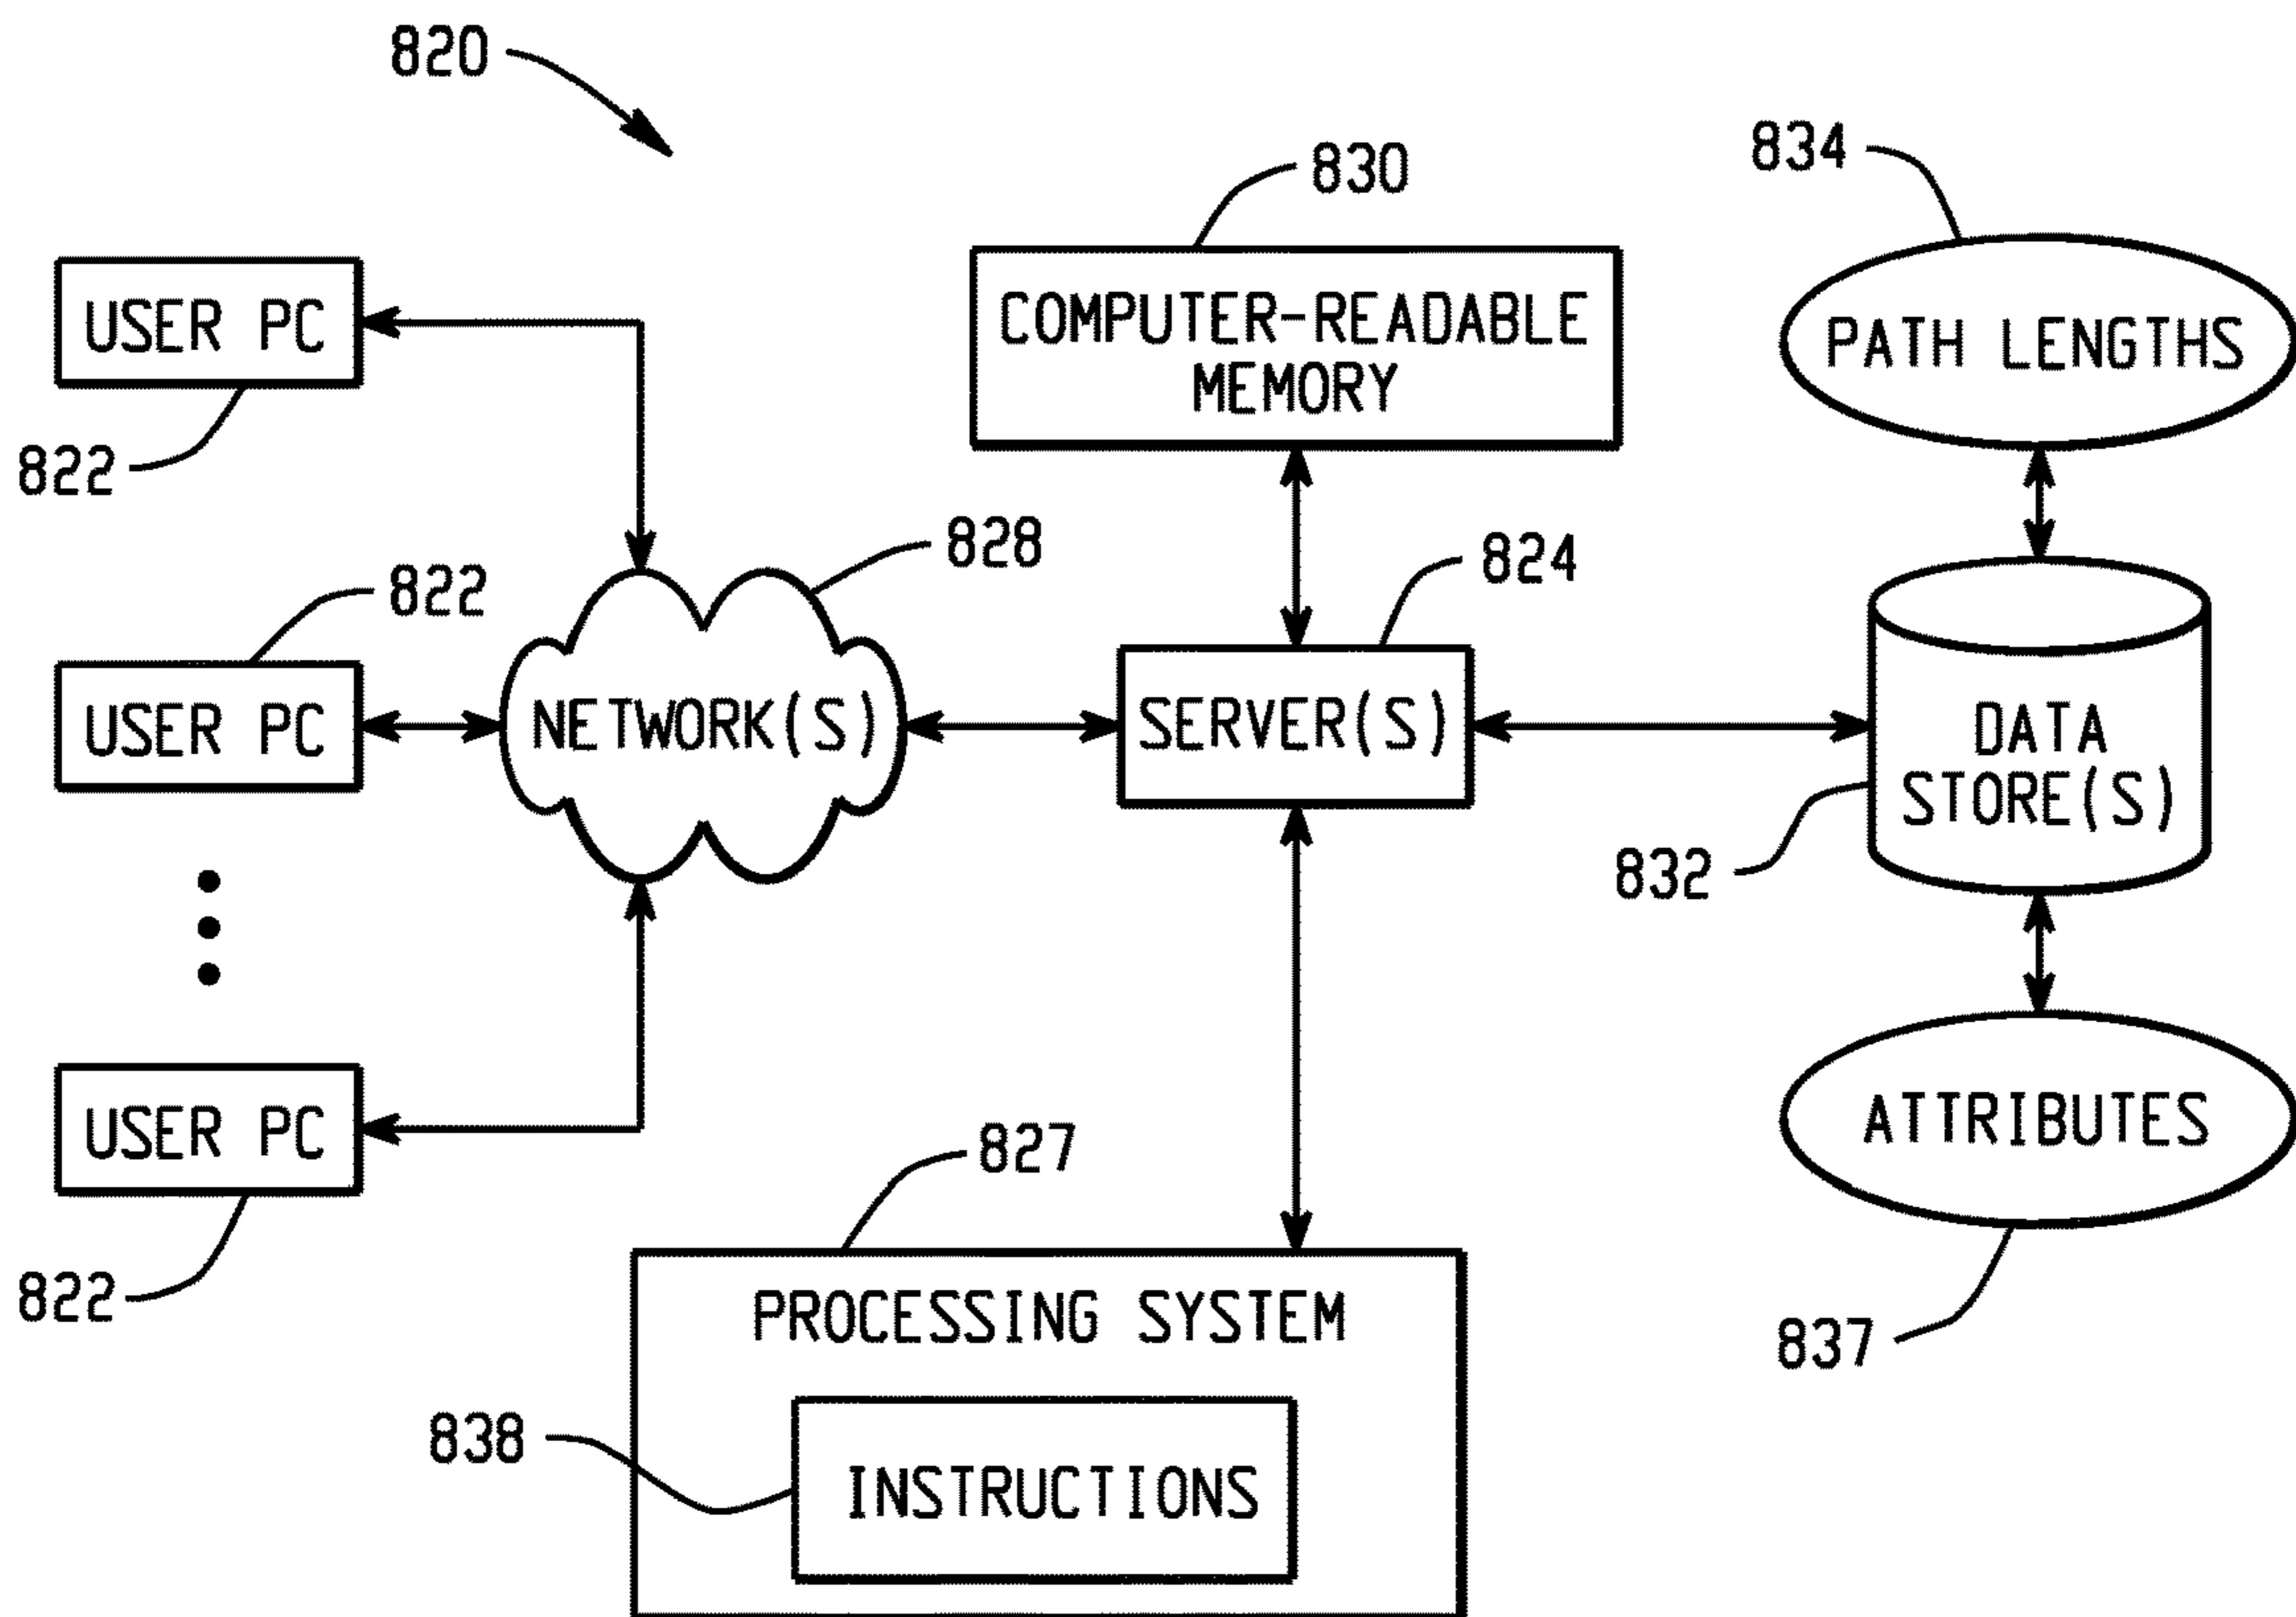 820
830
834
USER PC
COMPUTER-READABLE
MEMORY
PATH LENGTHS
822
828
824
822
USER PC
NETWORK(S)
SERVER(S)
DATA
STORE(S)
832
USER PC
ATTRIBUTES
827
822
PROCESSING SYSTEM
837
838
INSTRUCTIONS